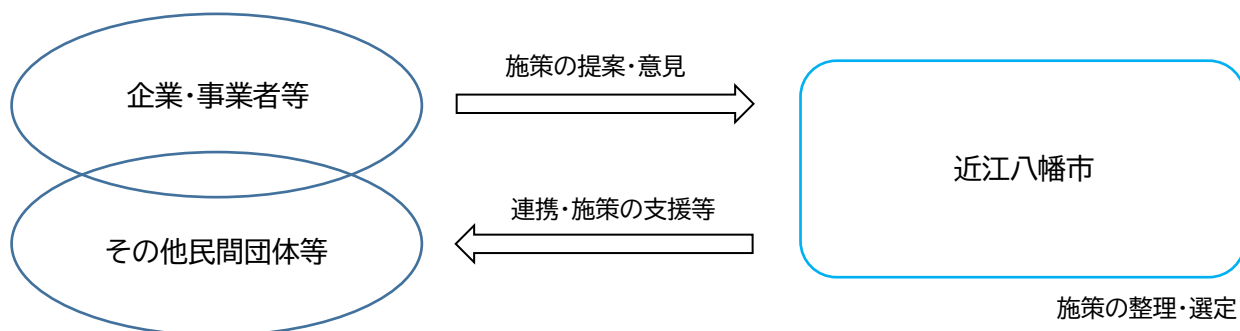 企業・事業者等
施策の提案・意見
近江八幡市
その他民間団体等
連携・施策の支援等
施策の整理・選定